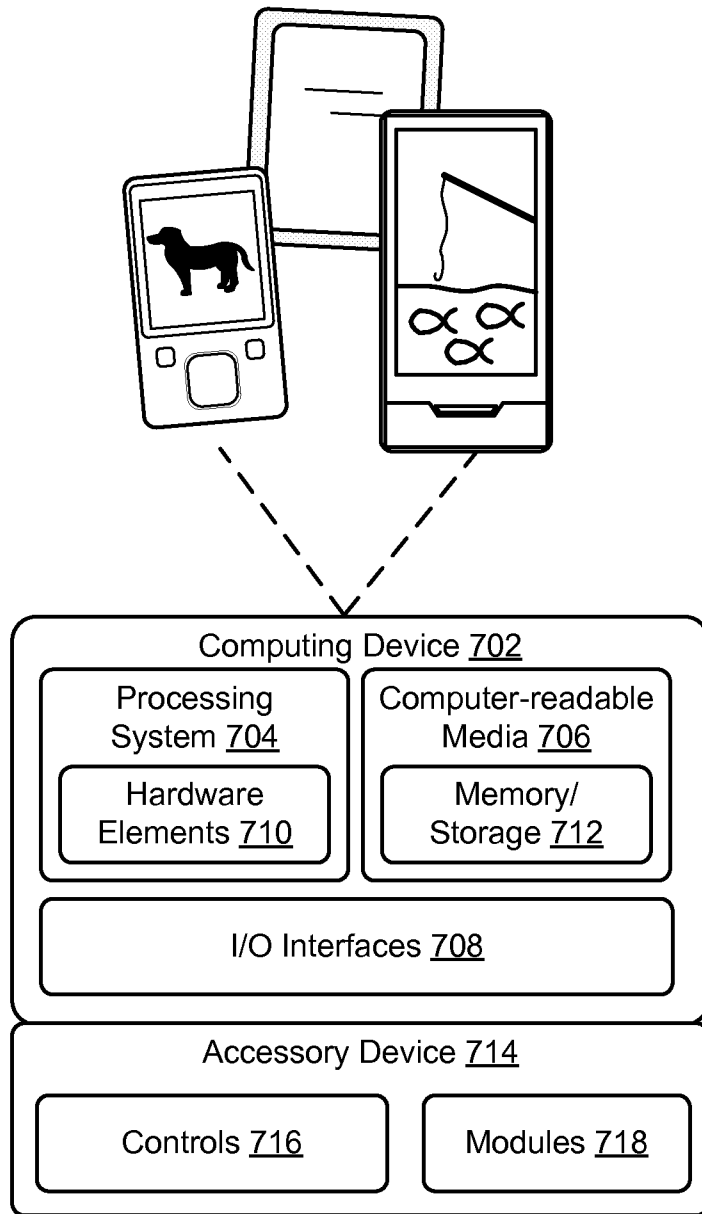 Computing Device 702
Processing
System 704
Hardware
Elements 710
Computer-readable
Media 706
Memory/
Storage 712
I/O Interfaces 708
Accessory Device 714
Controls 716
Modules 718